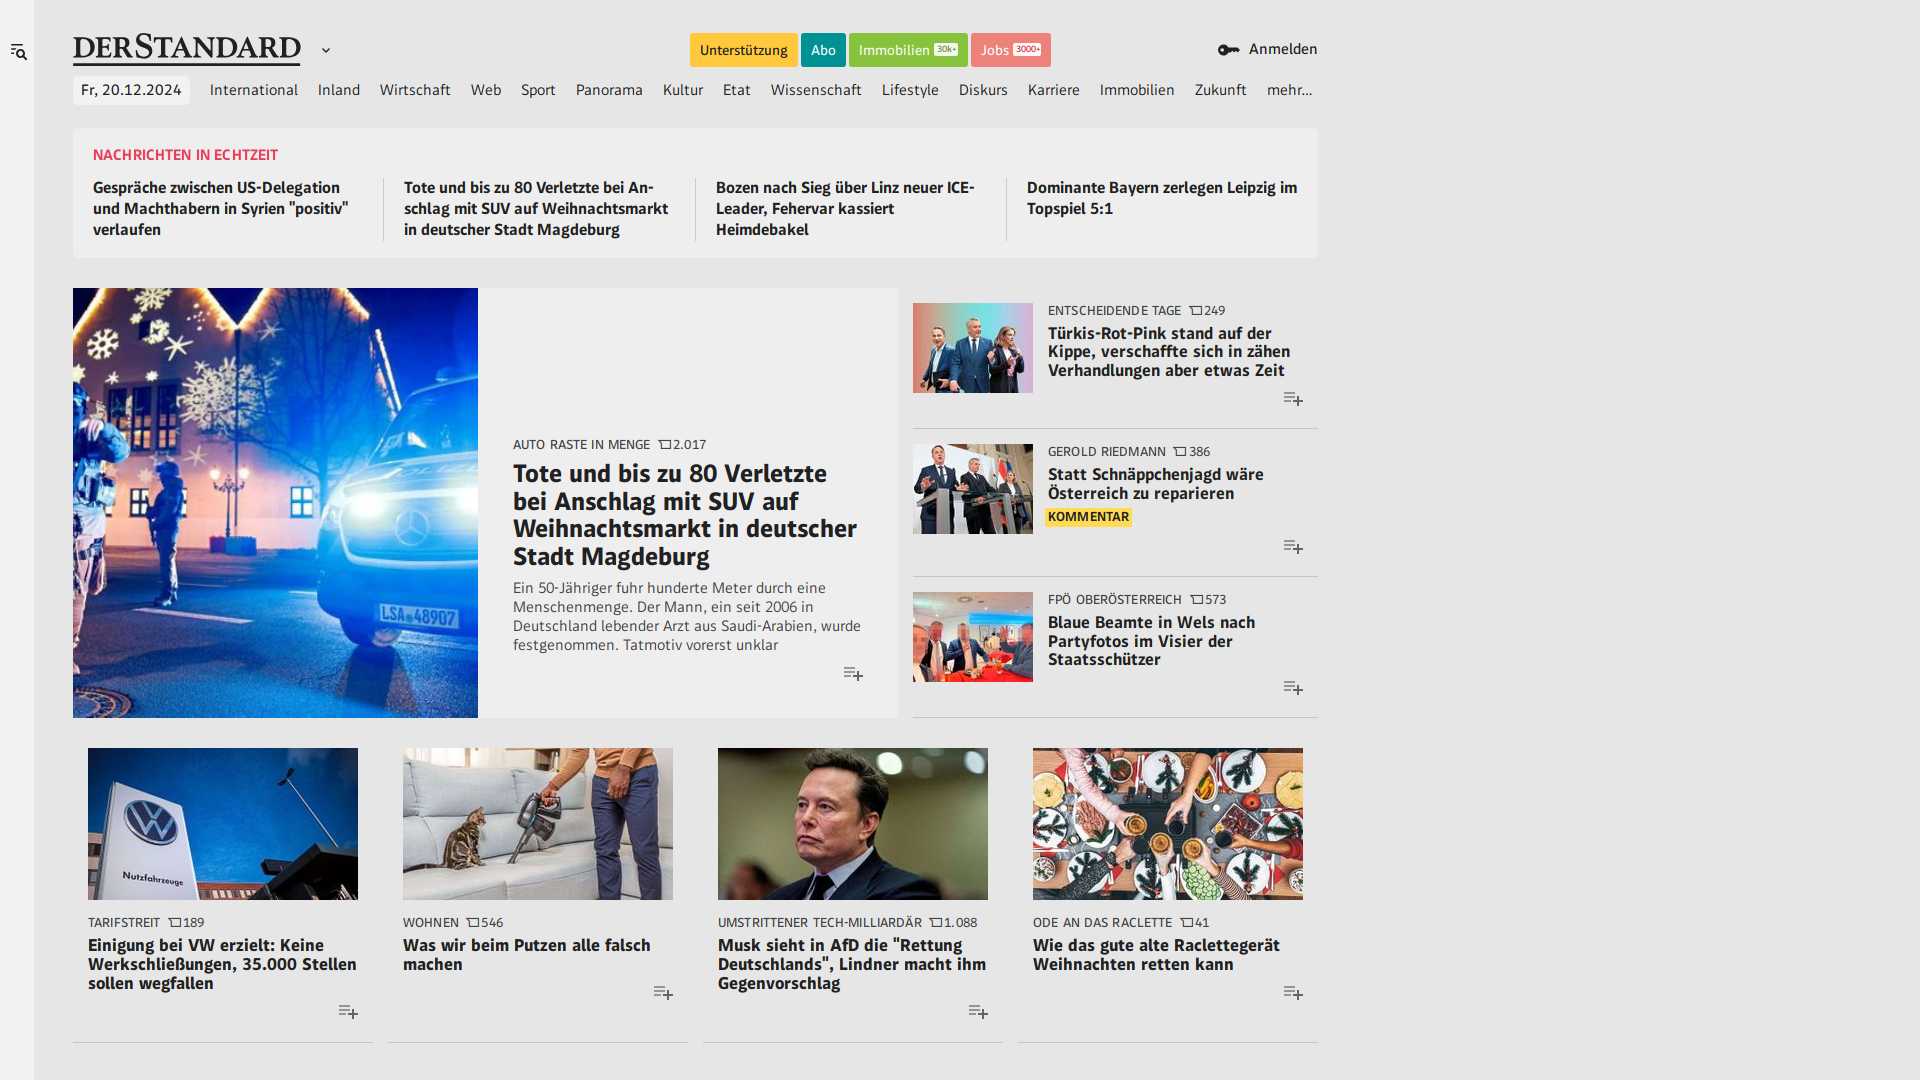 DERSTANDARD
Unterstützung
Abo
Immobilien 30k+
Jobs 3000+
Anmelden
Fr, 20.12.2024
International
Inland
Wirtschaft
Web
Sport
Panorama
Kultur
Etat
Wissenschaft
Lifestyle
Diskurs
Karriere
Immobilien
Zukunft
mehr...
NACHRICHTEN IN ECHTZEIT
Gespräche zwischen US-Delegation
und Machthabern in Syrien "positiv"
verlaufen
Tote und bis zu 80 Verletzte bei An-
schlag mit SUV auf Weihnachtsmarkt
in deutscher Stadt Magdeburg
Bozen nach Sieg über Linz neuer ICE-
Leader, Fehervar kassiert
Heimdebakel
Dominante Bayern zerlegen Leipzig im
Topspiel 5:1
LSA 48907
AUTO RASTE IN MENGE 2.017
Tote und bis zu 80 Verletzte
bei Anschlag mit SUV auf
Weihnachtsmarkt in deutscher
Stadt Magdeburg
Ein 50-Jähriger fuhr hunderte Meter durch eine
Menschenmenge. Der Mann, ein seit 2006 in
Deutschland lebender Arzt aus Saudi-Arabien, wurde
festgenommen. Tatmotiv vorerst unklar
ENTSCHEIDENDE TAGE 249
Türkis-Rot-Pink stand auf der
Kippe, verschaffte sich in zähen
Verhandlungen aber etwas Zeit
GEROLD RIEDMANN 386
Statt Schnäppchenjagd wäre
Österreich zu reparieren
KOMMENTAR
FPÖ OBERÖSTERREICH 573
Blaue Beamte in Wels nach
Partyfotos im Visier der
Staatsschützer
Nutzfahrzeuge
TARIFSTREIT 189
Einigung bei VW erzielt: Keine
Werkschließungen, 35.000 Stellen
sollen wegfallen
WOHNEN 546
Was wir beim Putzen alle falsch
machen
UMSTRITTENER TECH-MILLIARDÄR 1.088
Musk sieht in AfD die "Rettung
Deutschlands", Lindner macht ihm
Gegenvorschlag
ODE AN DAS RACLETTE 41
Wie das gute alte Raclettegerät
Weihnachten retten kann